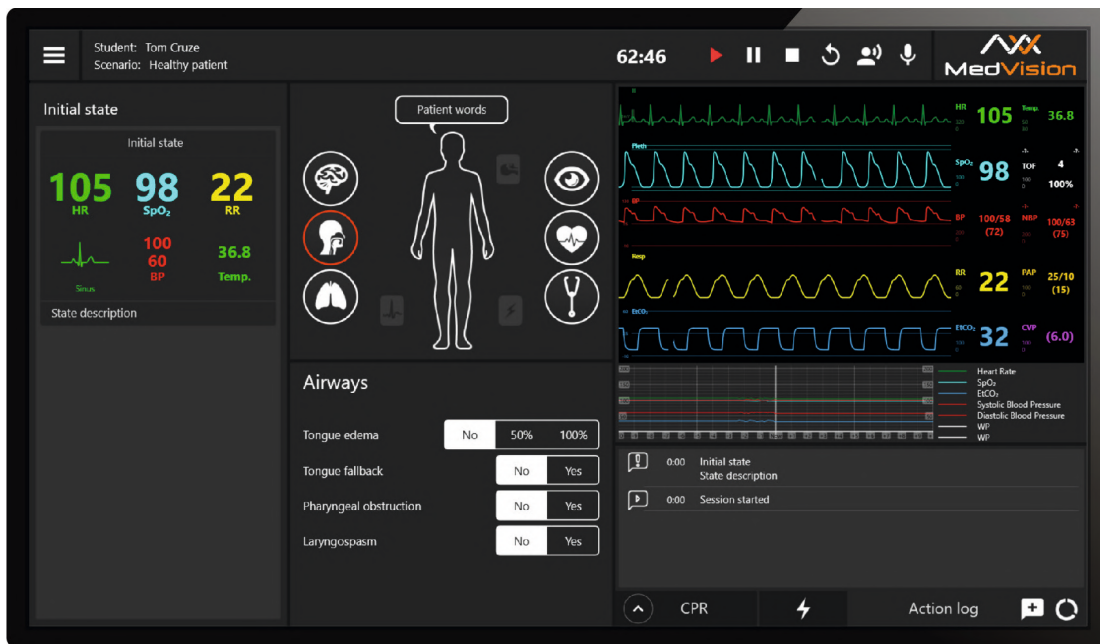 Student: Tom Cruze
Scenario: Healthy patient
62:46
MedVision
Initial state
Initial state
105
HR
98
SpO₂
22
RR
Sinus
100
60
BP
36.8
Temp.
State description
Patient words
Airways
Tongue edema No 50% 100%
Tongue fallback No Yes
Pharyngeal obstruction No Yes
Laryngospasm No Yes
II
HR 105 Temp. 36.8
Pleth
SpO₂ 98 TOF 4
100%
BP
BP 100/58 (72) NBP 100/63 (75)
Resp
RR 22 PAP 25/10 (15)
EtCO₂
EtCO₂ 32 CVP (6.0)
Heart Rate
SpO₂
EtCO₂
Systolic Blood Pressure
Diastolic Blood Pressure
WP
WP
0:00 Initial state
State description
0:00 Session started
CPR
Action log